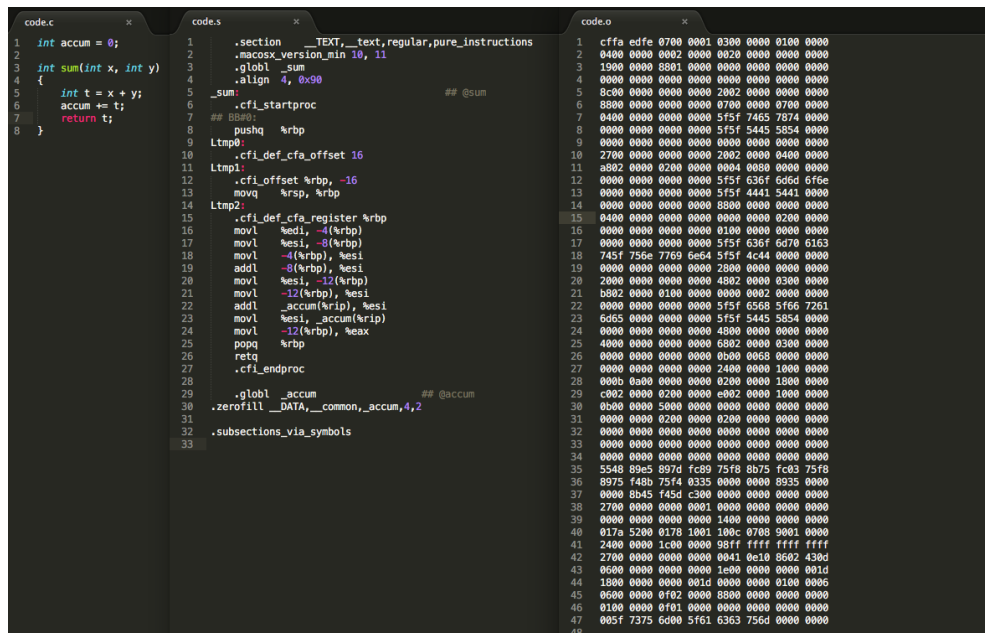 code.c ×
1 int accum = 0;
2
3 int sum(int x, int y)
4 {
5     int t = x + y;
6     accum += t;
7     return t;
8 }
code.s ×
1     .section    __TEXT,__text,regular,pure_instructions
2     .macosx_version_min 10, 11
3     .globl  _sum
4     .align  4, 0x90
5 _sum:                                   ## @sum
6     .cfi_startproc
7 ## BB#0:
8     pushq   %rbp
9 Ltmp0:
10     .cfi_def_cfa_offset 16
11 Ltmp1:
12     .cfi_offset %rbp, -16
13     movq    %rsp, %rbp
14 Ltmp2:
15     .cfi_def_cfa_register %rbp
16     movl    %edi, -4(%rbp)
17     movl    %esi, -8(%rbp)
18     movl    -4(%rbp), %esi
19     addl    -8(%rbp), %esi
20     movl    %esi, -12(%rbp)
21     movl    -12(%rbp), %esi
22     addl    _accum(%rip), %esi
23     movl    %esi, _accum(%rip)
24     movl    -12(%rbp), %eax
25     popq    %rbp
26     retq
27     .cfi_endproc
28
29     .globl  _accum                  ## @accum
30 .zerofill __DATA,__common,_accum,4,2
31
32 .subsections_via_symbols
33
code.o ×
1 cffa edfe 0700 0001 0300 0000 0100 0000
2 0400 0000 0002 0000 0020 0000 0000 0000
3 1900 0000 8801 0000 0000 0000 0000 0000
4 0000 0000 0000 0000 0000 0000 0000 0000
5 8c00 0000 0000 0000 2002 0000 0000 0000
6 8800 0000 0000 0000 0700 0000 0700 0000
7 0400 0000 0000 0000 5f5f 7465 7874 0000
8 0000 0000 0000 0000 5f5f 5445 5854 0000
9 0000 0000 0000 0000 0000 0000 0000 0000
10 2700 0000 0000 0000 2002 0000 0400 0000
11 a802 0000 0200 0000 0004 0080 0000 0000
12 0000 0000 0000 0000 5f5f 636f 6d6d 6f6e
13 0000 0000 0000 0000 5f5f 4441 5441 0000
14 0000 0000 0000 0000 8800 0000 0000 0000
15 0400 0000 0000 0000 0000 0000 0200 0000
16 0000 0000 0000 0000 0100 0000 0000 0000
17 0000 0000 0000 0000 5f5f 636f 6d70 6163
18 745f 756e 7769 6e64 5f5f 4c44 0000 0000
19 0000 0000 0000 0000 2800 0000 0000 0000
20 2000 0000 0000 0000 4802 0000 0300 0000
21 b802 0000 0100 0000 0000 0002 0000 0000
22 0000 0000 0000 0000 5f5f 6568 5f66 7261
23 6d65 0000 0000 0000 5f5f 5445 5854 0000
24 0000 0000 0000 0000 4800 0000 0000 0000
25 4000 0000 0000 0000 6802 0000 0300 0000
26 0000 0000 0000 0000 0b00 0068 0000 0000
27 0000 0000 0000 0000 2400 0000 1000 0000
28 000b 0a00 0000 0000 0200 0000 1800 0000
29 c002 0000 0200 0000 e002 0000 1000 0000
30 0b00 0000 5000 0000 0000 0000 0000 0000
31 0000 0000 0200 0000 0200 0000 0000 0000
32 0000 0000 0000 0000 0000 0000 0000 0000
33 0000 0000 0000 0000 0000 0000 0000 0000
34 0000 0000 0000 0000 0000 0000 0000 0000
35 5548 89e5 897d fc89 75f8 8b75 fc03 75f8
36 8975 f48b 75f4 0335 0000 0000 8935 0000
37 0000 8b45 f45d c300 0000 0000 0000 0000
38 2700 0000 0000 0001 0000 0000 0000 0000
39 0000 0000 0000 0000 1400 0000 0000 0000
40 017a 5200 0178 1001 100c 0708 9001 0000
41 2400 0000 1c00 0000 98ff ffff ffff ffff
42 2700 0000 0000 0000 0041 0e10 8602 430d
43 0600 0000 0000 0000 1e00 0000 0000 001d
44 1800 0000 0000 001d 0000 0000 0100 0006
45 0600 0000 0f02 0000 8800 0000 0000 0000
46 0100 0000 0f01 0000 0000 0000 0000 0000
47 005f 7375 6d00 5f61 6363 756d 0000 0000
48